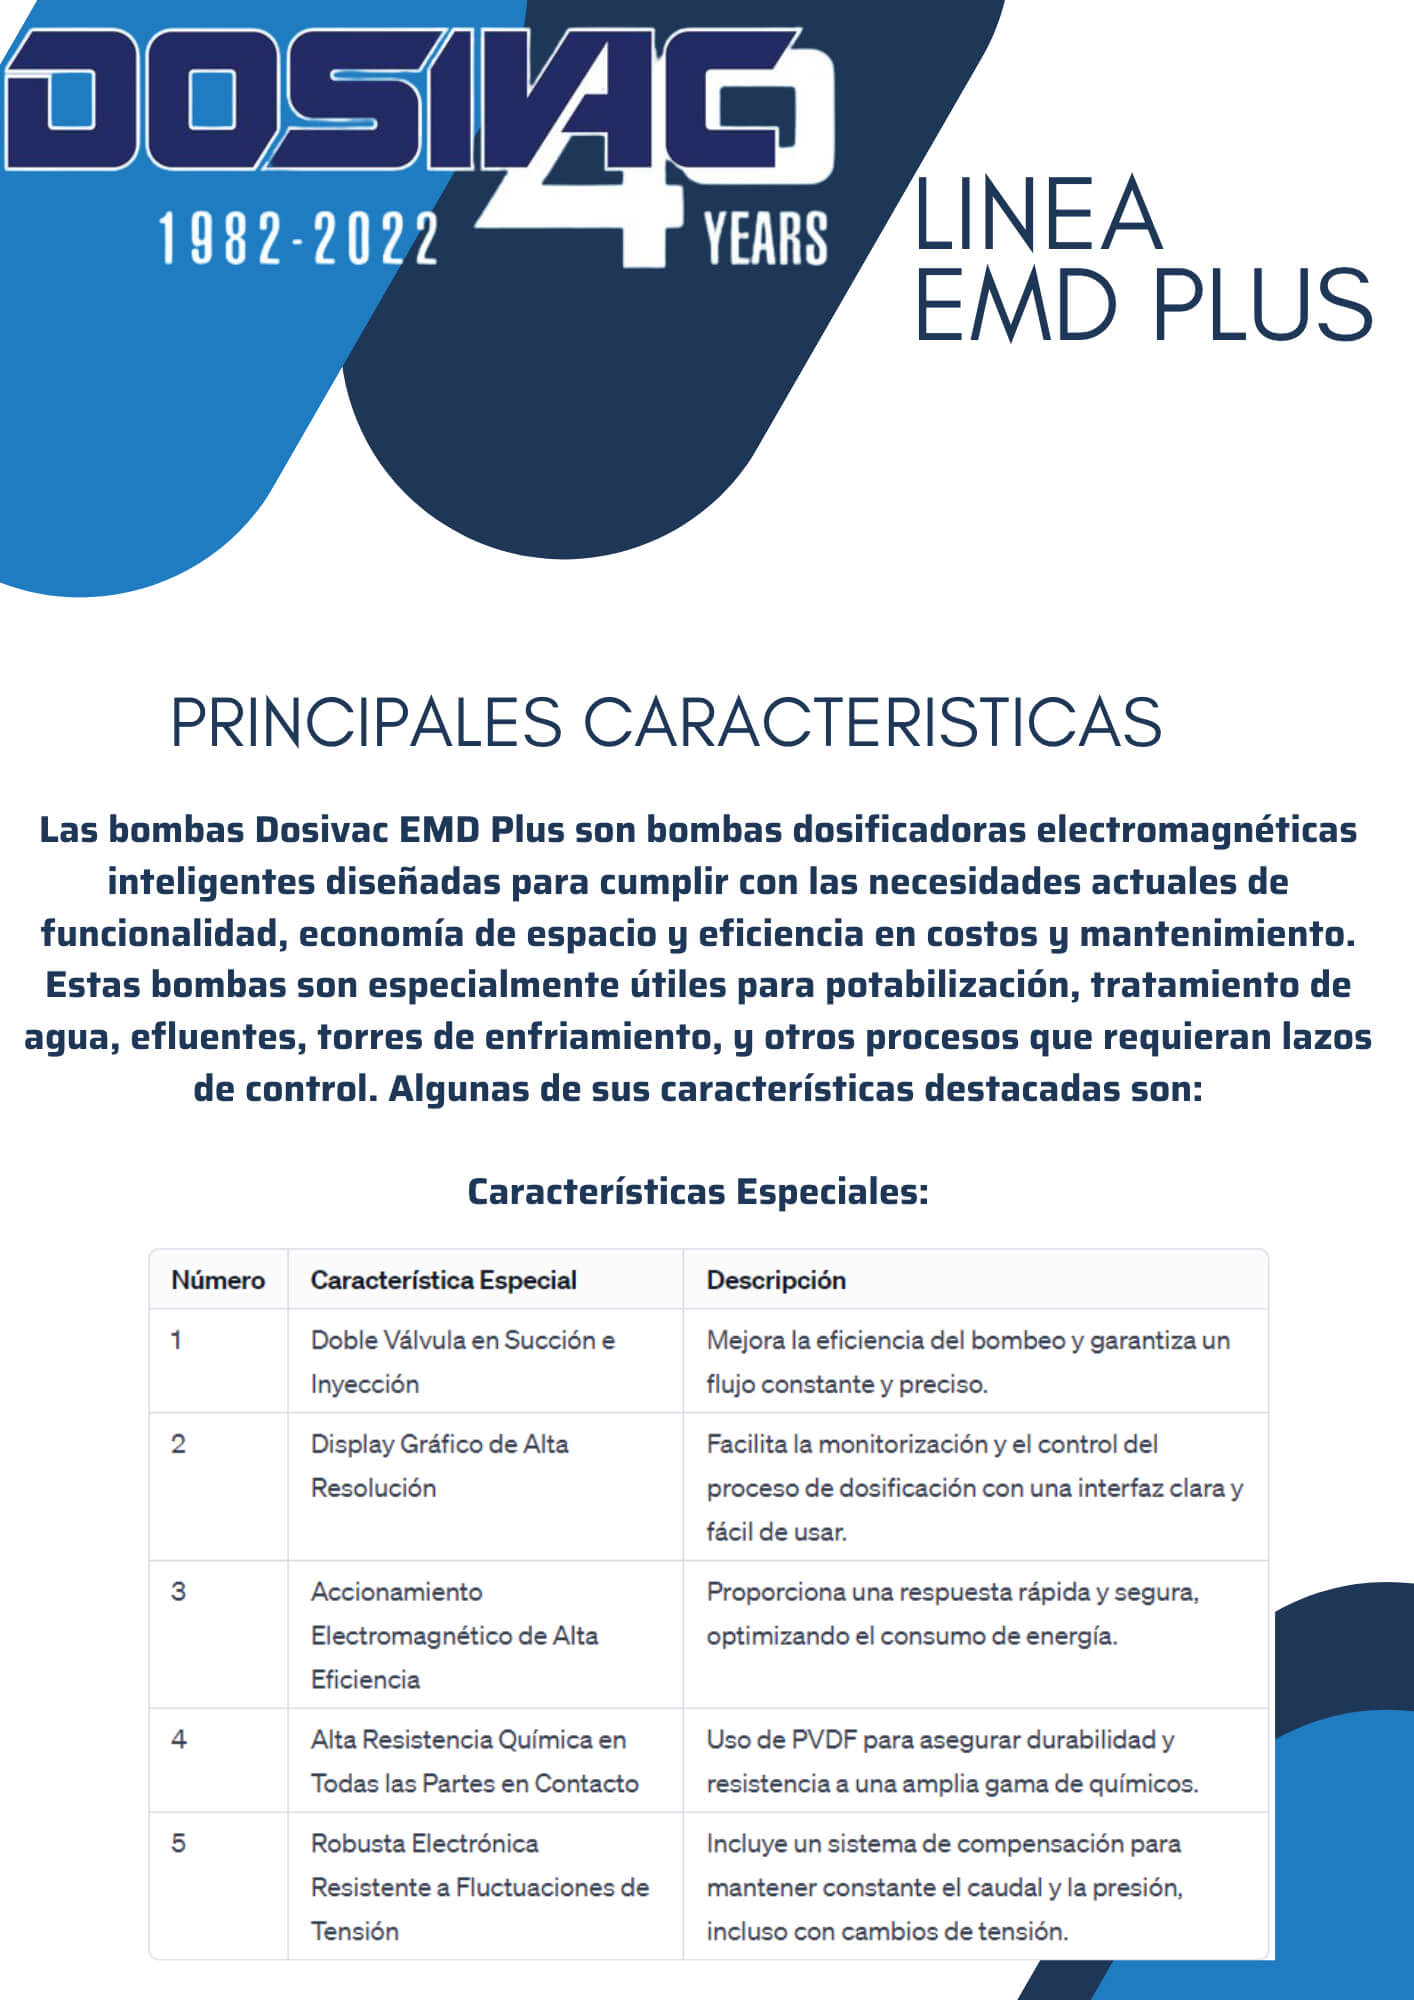 DOSIVAC
40
1982-2022 YEARS
LINEA
EMD PLUS
PRINCIPALES CARACTERISTICAS
Las bombas Dosivac EMD Plus son bombas dosificadoras electromagnéticas
inteligentes diseñadas para cumplir con las necesidades actuales de
funcionalidad, economía de espacio y eficiencia en costos y mantenimiento.
Estas bombas son especialmente útiles para potabilización, tratamiento de
agua, efluentes, torres de enfriamiento, y otros procesos que requieran lazos
de control. Algunas de sus características destacadas son:
Características Especiales:
Número Característica Especial Descripción
1 Doble Válvula en Succión e Mejora la eficiencia del bombeo y garantiza un
Inyección flujo constante y preciso.
2 Display Gráfico de Alta Facilita la monitorización y el control del
Resolución proceso de dosificación con una interfaz clara y
fácil de usar.
3 Accionamiento Proporciona una respuesta rápida y segura,
Electromagnético de Alta optimizando el consumo de energía.
Eficiencia
4 Alta Resistencia Química en Uso de PVDF para asegurar durabilidad y
Todas las Partes en Contacto resistencia a una amplia gama de químicos.
5 Robusta Electrónica Incluye un sistema de compensación para
Resistente a Fluctuaciones de mantener constante el caudal y la presión,
Tensión incluso con cambios de tensión.